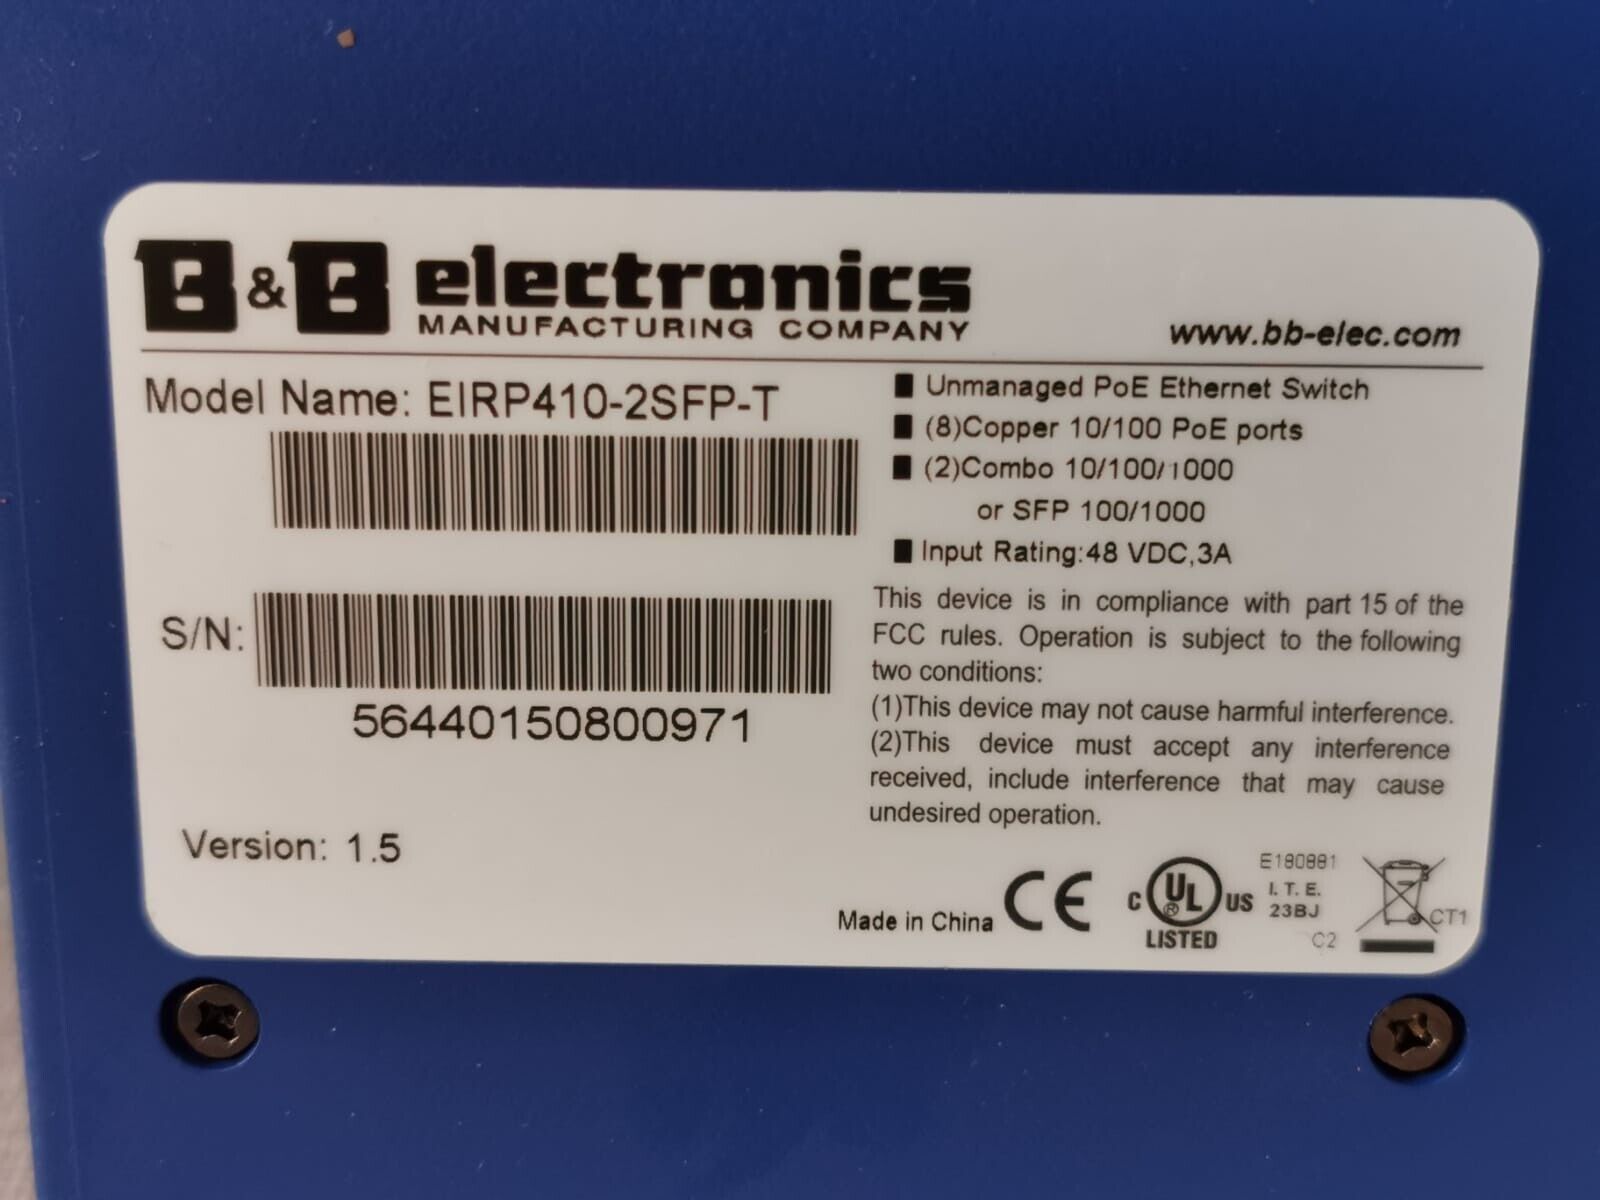 B&B electronics
MANUFACTURING COMPANY
www.bb-elec.com
Model Name: EIRP410-2SFP-T
S/N:
56440150800971
Version: 1.5
■ Unmanaged PoE Ethernet Switch
■ (8)Copper 10/100 PoE ports
■ (2)Combo 10/100/1000
or SFP 100/1000
■ Input Rating:48 VDC,3A
This device is in compliance with part 15 of the
FCC rules. Operation is subject to the following
two conditions:
(1)This device may not cause harmful interference.
(2)This device must accept any interference
received, include interference that may cause
undesired operation.
Made in China
CE
C UL ® US
LISTED
E180881
I. T. E.
23BJ
C2
CT1